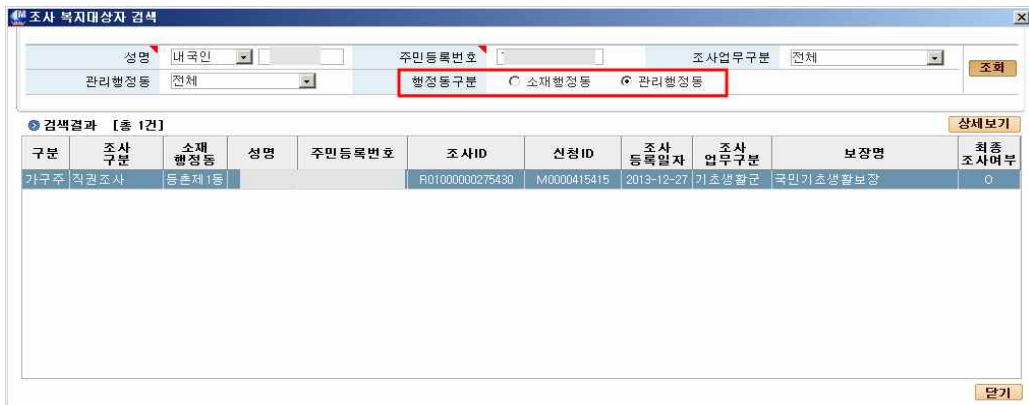 조사 복지대상자 검색
성명 내국인 주민등록번호 조사업무구분 전체 조회
관리행정동 전체 행정동구분 소재행정동 관리행정동
검색결과 [총 1건] 상세보기
구분 조사구분 소재행정동 성명 주민등록번호 조사ID 신청ID 조사등록일자 조사업무구분 보장명 최종조사여부
가구주 직권조사 등촌제1동 R01000000275430 M0000415415 2013-12-27 기초생활군 국민기초생활보장 O
닫기